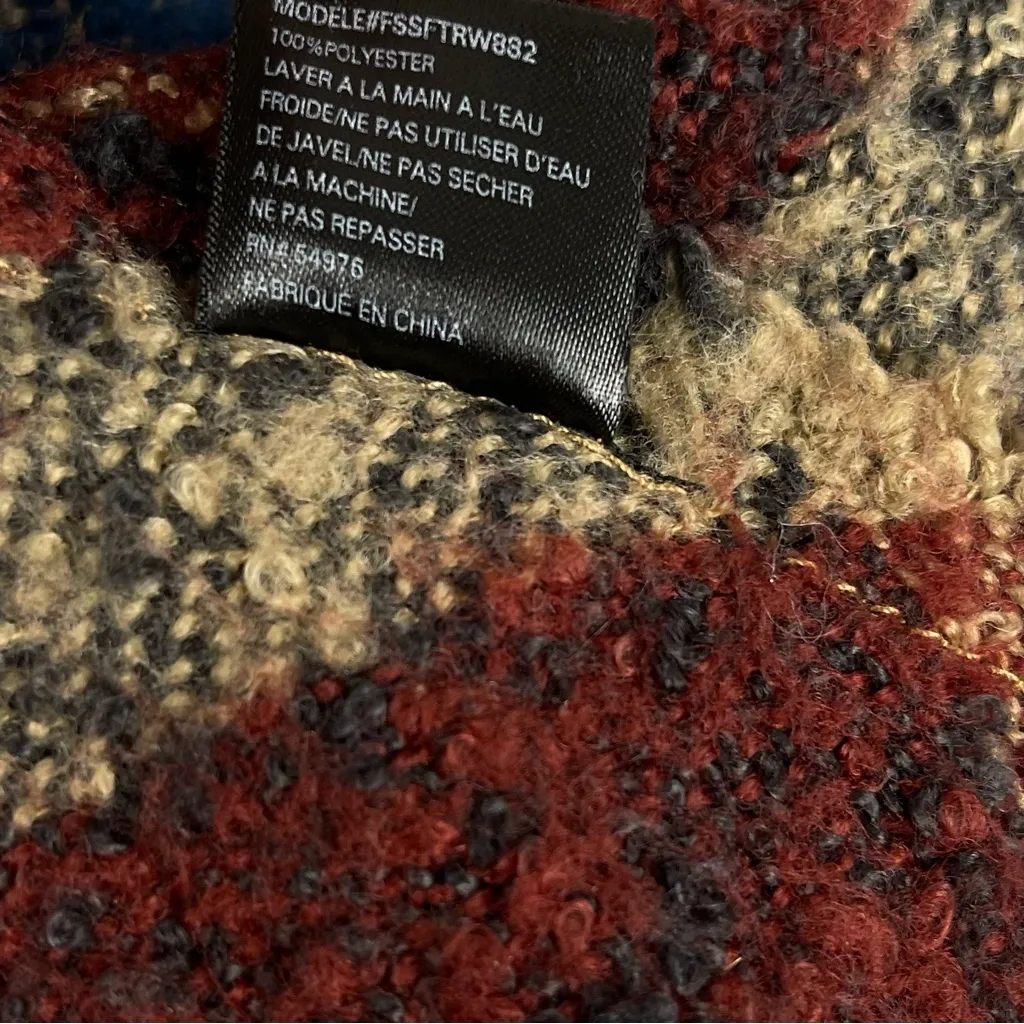 MODÈLE#FSSFTRW882
100%POLYESTER
LAVER A LA MAIN A L'EAU
FROIDE/NE PAS UTILISER D'EAU
DE JAVEL/NE PAS SECHER
A LA MACHINE/
NE PAS REPASSER
RN# 54976
FABRIQUE EN CHINA